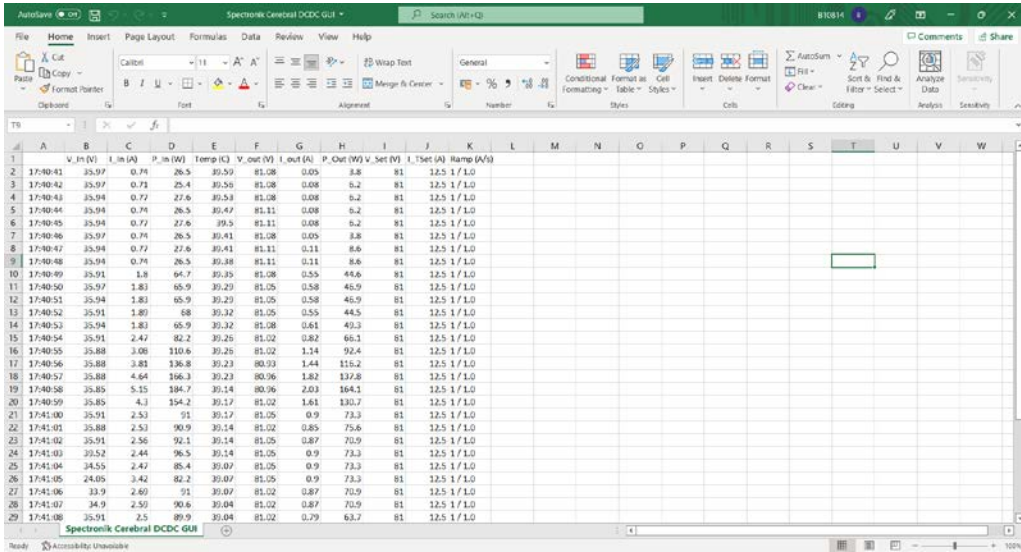 AutoSave Off Spectronik Cerebral DCDC GUI Search (Alt+Q) B10814
File Home Insert Page Layout Formulas Data Review View Help Comments Share
Paste Cut Copy Format Painter Calibri 11 Wrap Text Merge & Center General Conditional Formatting Format as Table Cell Styles Insert Delete Format AutoSum Fill Clear Sort & Filter Find & Select Analyze Data Sensitivity
Clipboard Font Alignment Number Styles Cells Editing Analysis Sensitivity
T9 fx
A B C D E F G H I J K L M N O P Q R S T U V W
1 V_In (V) I_In (A) P_In (W) Temp (C) V_out (V) I_out (A) P_Out (W) V_Set (V) I_TSet (A) Ramp (A/s)
2 17:40:41 35.97 0.74 26.5 39.59 81.08 0.05 3.8 81 12.5 1 / 1.0
3 17:40:42 35.97 0.71 25.4 39.56 81.08 0.08 6.2 81 12.5 1 / 1.0
4 17:40:43 35.94 0.77 27.6 39.53 81.08 0.08 6.2 81 12.5 1 / 1.0
5 17:40:44 35.94 0.74 26.5 39.47 81.11 0.08 6.2 81 12.5 1 / 1.0
6 17:40:45 35.94 0.77 27.6 39.5 81.11 0.08 6.2 81 12.5 1 / 1.0
7 17:40:46 35.97 0.74 26.5 39.41 81.08 0.05 3.8 81 12.5 1 / 1.0
8 17:40:47 35.94 0.77 27.6 39.41 81.11 0.11 8.6 81 12.5 1 / 1.0
9 17:40:48 35.94 0.74 26.5 39.38 81.11 0.11 8.6 81 12.5 1 / 1.0
10 17:40:49 35.91 1.8 64.7 39.35 81.08 0.55 44.6 81 12.5 1 / 1.0
11 17:40:50 35.97 1.83 65.9 39.29 81.05 0.58 46.9 81 12.5 1 / 1.0
12 17:40:51 35.94 1.83 65.9 39.29 81.05 0.58 46.9 81 12.5 1 / 1.0
13 17:40:52 35.91 1.89 68 39.32 81.05 0.55 44.5 81 12.5 1 / 1.0
14 17:40:53 35.94 1.83 65.9 39.32 81.08 0.61 49.3 81 12.5 1 / 1.0
15 17:40:54 35.91 2.47 82.2 39.26 81.02 0.82 66.1 81 12.5 1 / 1.0
16 17:40:55 35.88 3.08 110.6 39.26 81.02 1.14 92.4 81 12.5 1 / 1.0
17 17:40:56 35.88 3.81 136.8 39.23 80.93 1.44 116.2 81 12.5 1 / 1.0
18 17:40:57 35.88 4.64 166.3 39.23 80.96 1.82 137.8 81 12.5 1 / 1.0
19 17:40:58 35.85 5.15 184.7 39.14 80.96 2.03 164.1 81 12.5 1 / 1.0
20 17:40:59 35.85 4.3 154.2 39.17 81.02 1.61 130.7 81 12.5 1 / 1.0
21 17:41:00 35.91 2.53 91 39.17 81.05 0.9 73.3 81 12.5 1 / 1.0
22 17:41:01 35.88 2.53 90.9 39.14 81.02 0.85 75.6 81 12.5 1 / 1.0
23 17:41:02 35.91 2.56 92.1 39.14 81.05 0.87 70.9 81 12.5 1 / 1.0
24 17:41:03 39.52 2.44 96.5 39.14 81.05 0.9 73.3 81 12.5 1 / 1.0
25 17:41:04 34.55 2.47 85.4 39.07 81.05 0.9 73.3 81 12.5 1 / 1.0
26 17:41:05 24.05 3.42 82.2 39.07 81.05 0.9 73.3 81 12.5 1 / 1.0
27 17:41:06 33.9 2.69 91 39.07 81.02 0.87 70.9 81 12.5 1 / 1.0
28 17:41:07 34.9 2.59 90.6 39.04 81.02 0.87 70.9 81 12.5 1 / 1.0
29 17:41:08 35.91 2.5 89.9 39.04 81.02 0.79 63.7 81 12.5 1 / 1.0
Spectronik Cerebral DCDC GUI
Ready Accessibility: Unavailable 100%